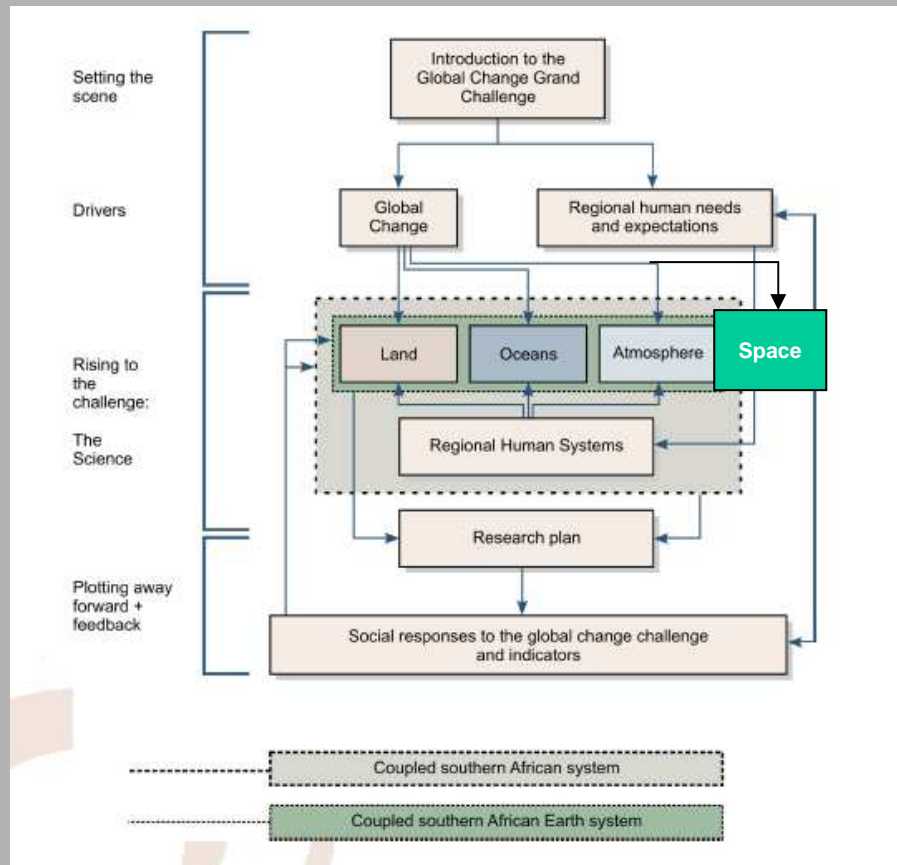 Setting the
scene
Introduction to the
Global Change Grand
Challenge
Drivers
Global
Change
Regional human needs
and expectations
Rising to
the
challenge:
The
Science
Land
Oceans
Atmosphere
Space
Regional Human Systems
Research plan
Plotting away
forward +
feedback
Social responses to the global change challenge
and indicators
Coupled southern African system
Coupled southern African Earth system